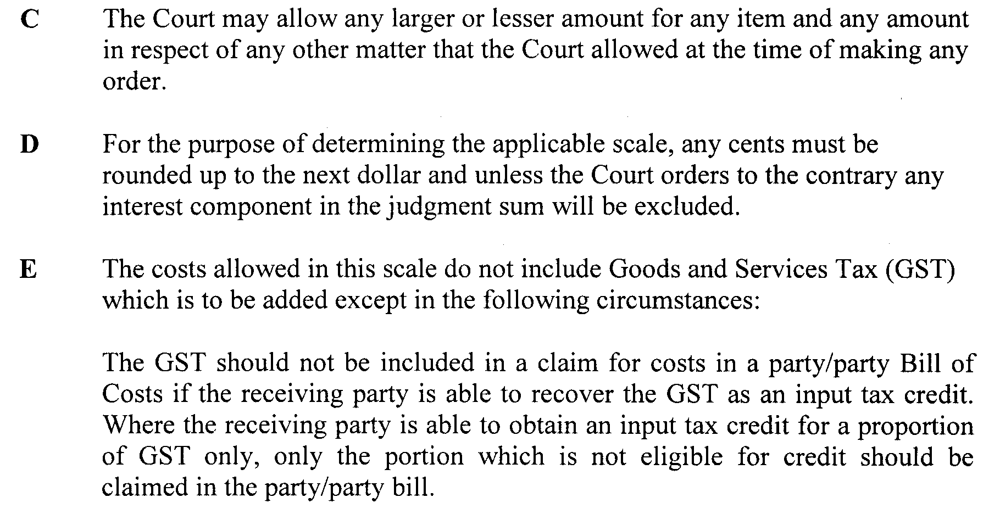 C The Court may allow any larger or lesser amount for any item and any amount
in respect of any other matter that the Court allowed at the time of making any
order.
D For the purpose of determining the applicable scale, any cents must be
rounded up to the next dollar and unless the Court orders to the contrary any
interest component in the judgment sum will be excluded.
E The costs allowed in this scale do not include Goods and Services Tax (GST)
which is to be added except in the following circumstances:
The GST should not be included in a claim for costs in a party/party Bill of
Costs if the receiving party is able to recover the GST as an input tax credit.
Where the receiving party is able to obtain an input tax credit for a proportion
of GST only, only the portion which is not eligible for credit should be
claimed in the party/party bill.